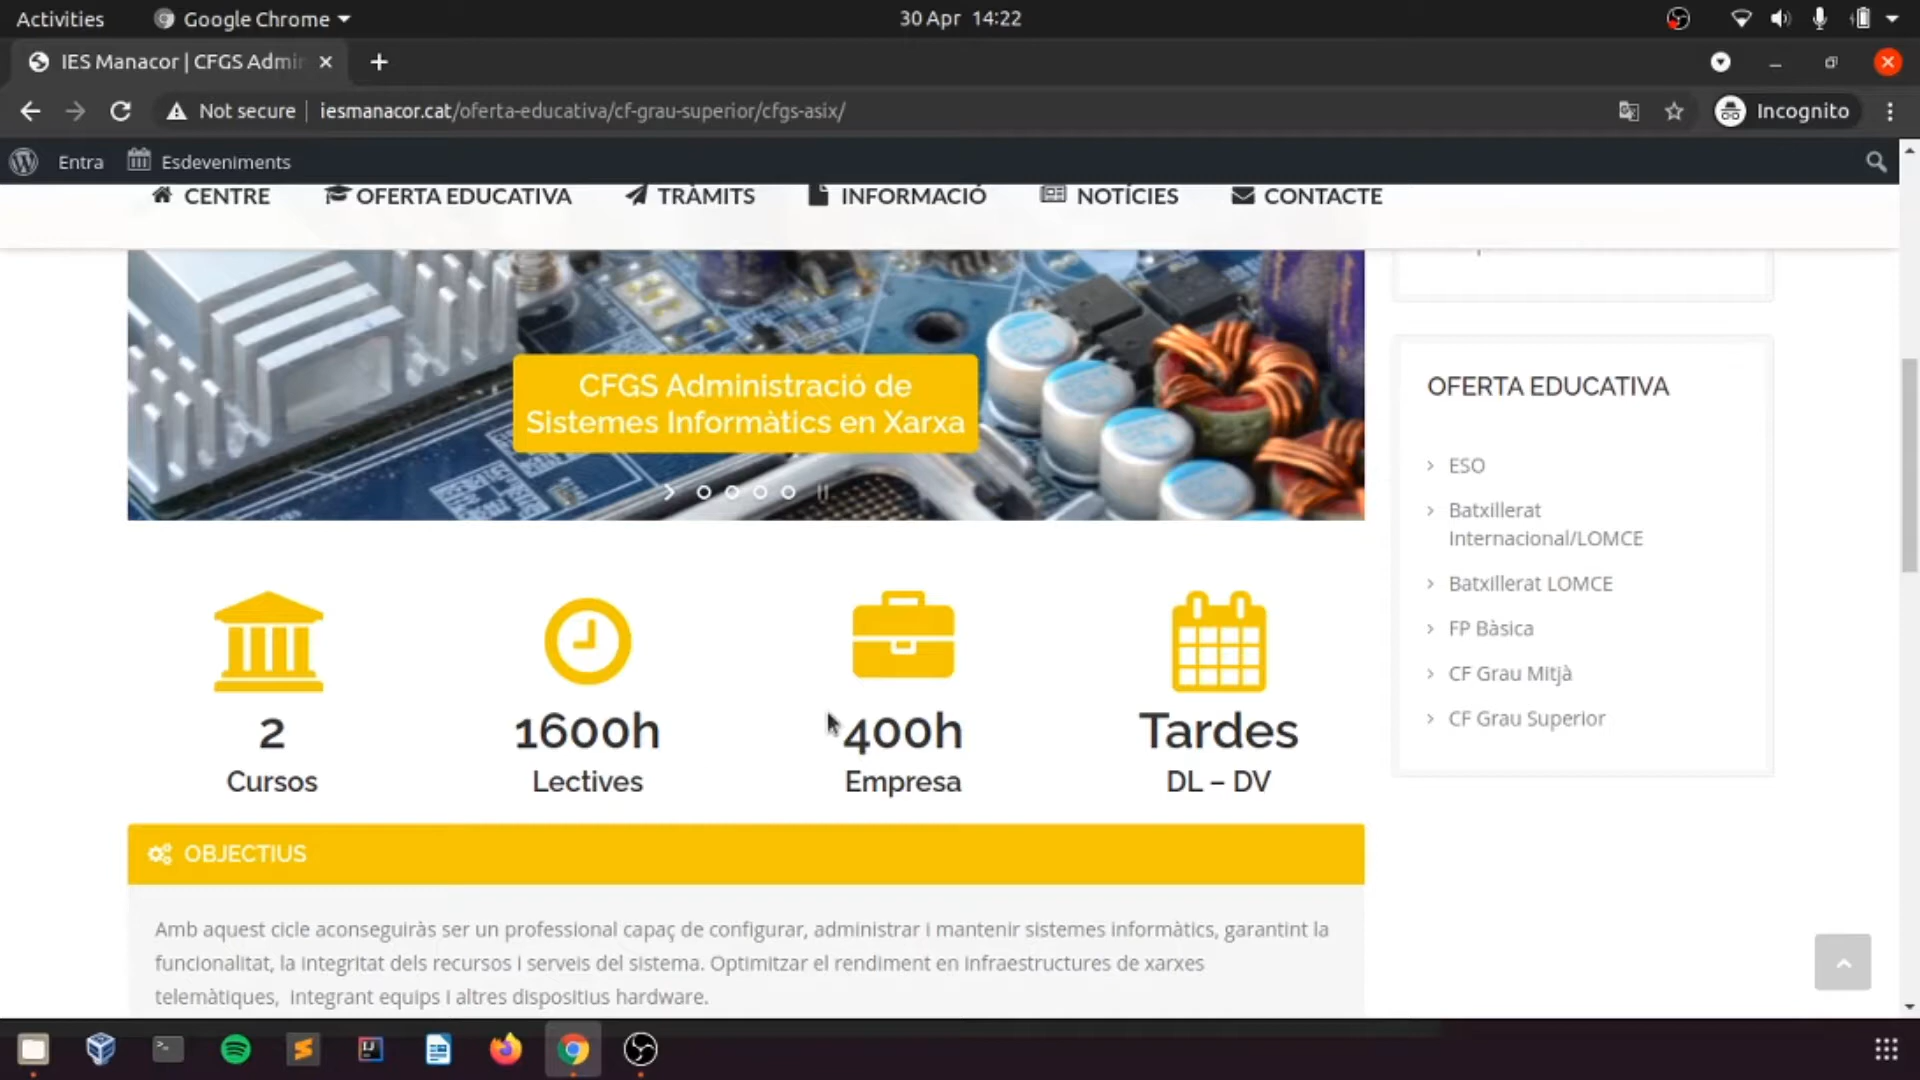 Activities
Google Chrome
30 Apr 14:22
IES Manacor | CFGS Admin
Not secure
iesmanacor.cat/oferta-educativa/cf-grau-superior/cfgs-asix/
Incognito
Entra
Esdeveniments
CENTRE
OFERTA EDUCATIVA
TRÀMITS
INFORMACIÓ
NOTÍCIES
CONTACTE
CFGS Administració de
Sistemes Informàtics en Xarxa
2
Cursos
1600h
Lectives
400h
Empresa
Tardes
DL – DV
OBJECTIUS
Amb aquest cicle aconseguiràs ser un professional capaç de configurar, administrar i mantenir sistemes informàtics, garantint la
funcionalitat, la integritat dels recursos i serveis del sistema. Optimitzar el rendiment en infraestructures de xarxes
telemàtiques, integrant equips i altres dispositius hardware.
OFERTA EDUCATIVA
ESO
Batxillerat
Internacional/LOMCE
Batxillerat LOMCE
FP Bàsica
CF Grau Mitjà
CF Grau Superior